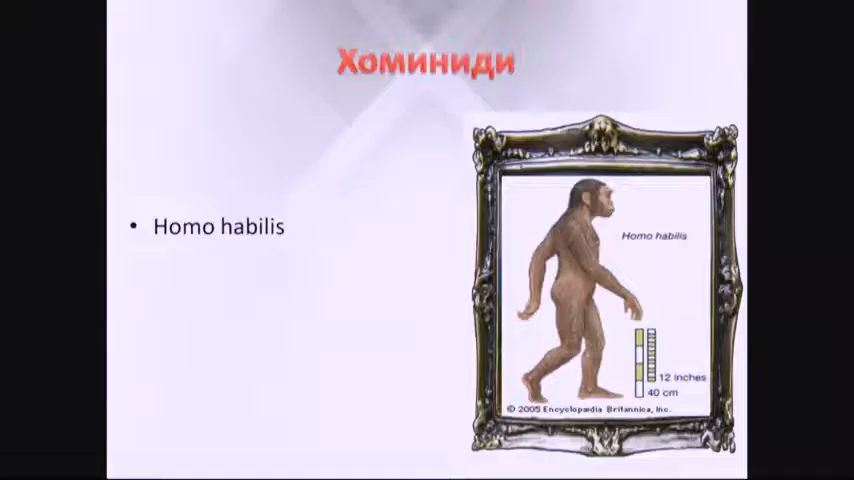 Хоминиди
• Homo habilis
Homo habilis
12 inches
40 cm
© 2005 Encyclopædia Britannica, Inc.